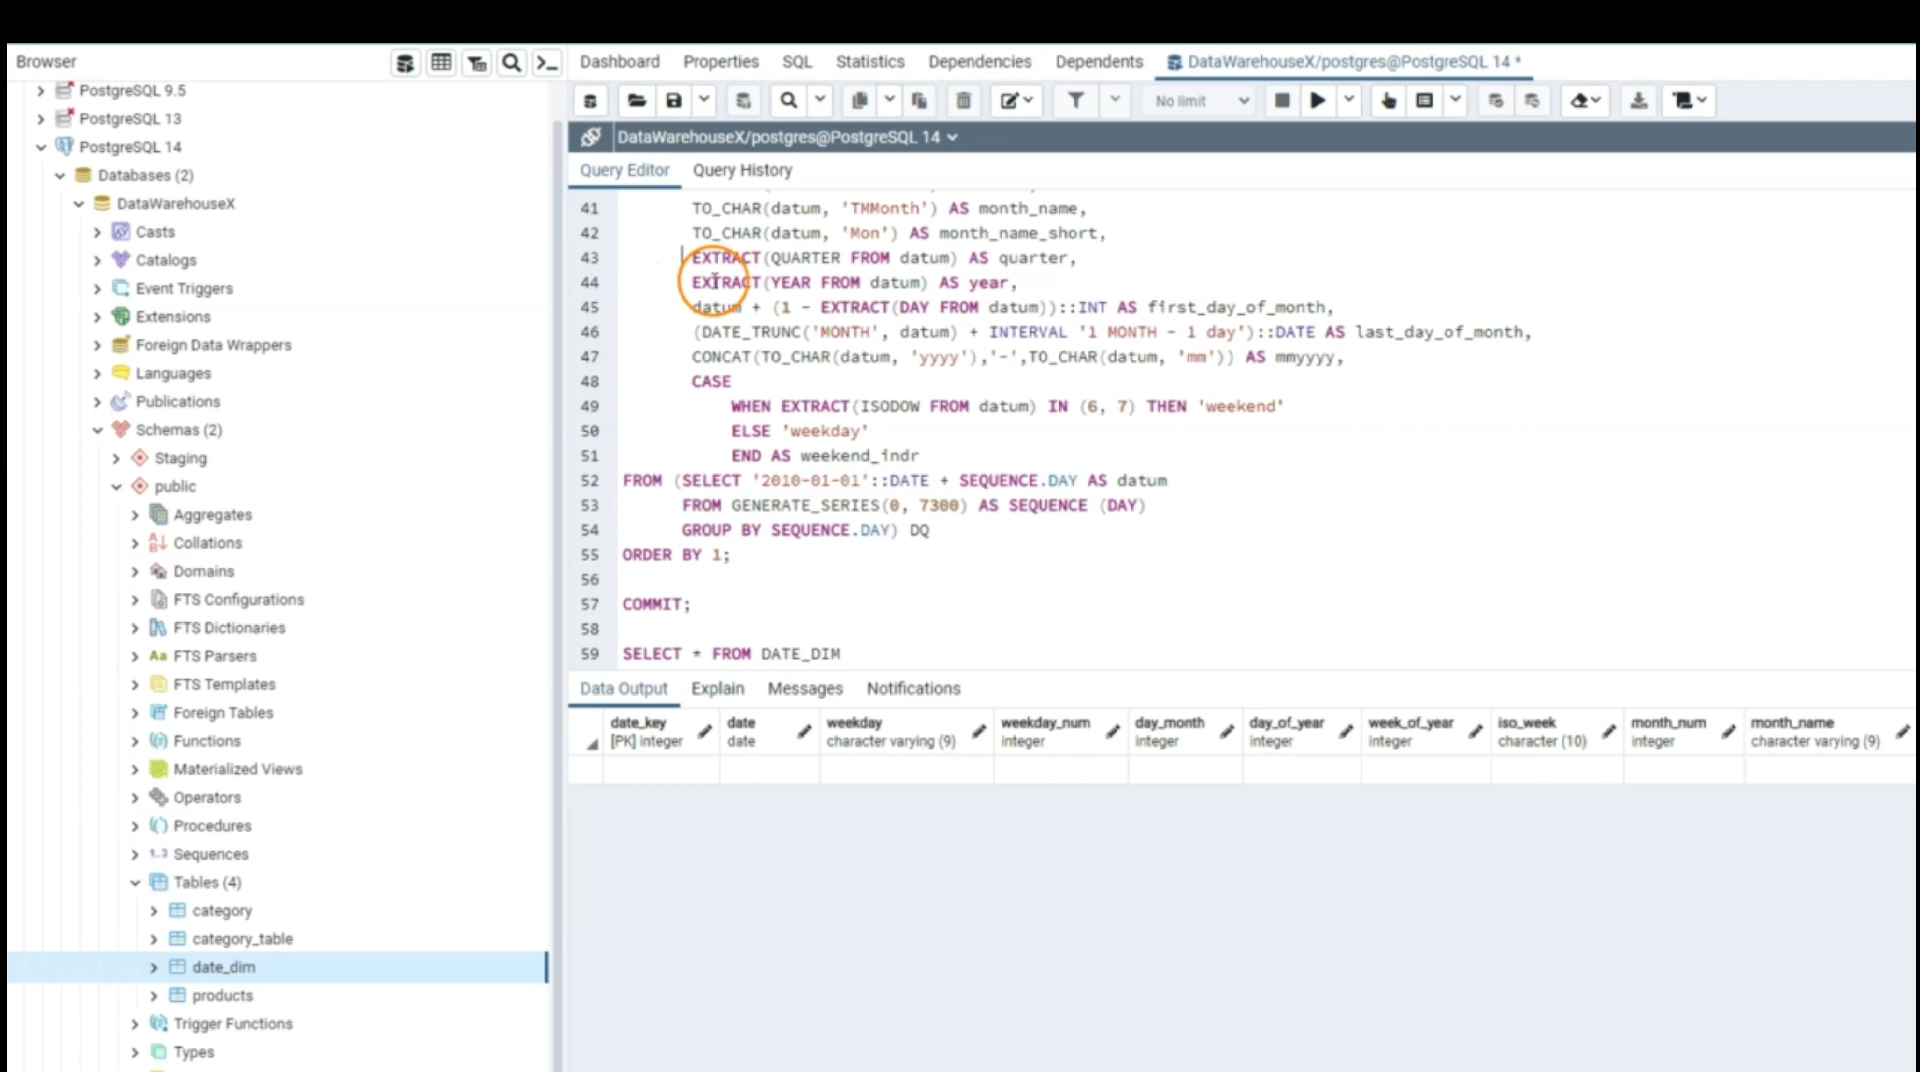 Browser
PostgreSQL 9.5
PostgreSQL 13
PostgreSQL 14
Databases (2)
DataWarehouseX
Casts
Catalogs
Event Triggers
Extensions
Foreign Data Wrappers
Languages
Publications
Schemas (2)
Staging
public
Aggregates
Collations
Domains
FTS Configurations
FTS Dictionaries
Aa FTS Parsers
FTS Templates
Foreign Tables
Functions
Materialized Views
Operators
Procedures
1..3 Sequences
Tables (4)
category
category_table
date_dim
products
Trigger Functions
Types
Dashboard Properties SQL Statistics Dependencies Dependents DataWarehouseX/postgres@PostgreSQL 14 *
No limit
DataWarehouseX/postgres@PostgreSQL 14
Query Editor Query History
41 TO_CHAR(datum, 'TMMonth') AS month_name,
42 TO_CHAR(datum, 'Mon') AS month_name_short,
43 EXTRACT(QUARTER FROM datum) AS quarter,
44 EXTRACT(YEAR FROM datum) AS year,
45 datum + (1 - EXTRACT(DAY FROM datum))::INT AS first_day_of_month,
46 (DATE_TRUNC('MONTH', datum) + INTERVAL '1 MONTH - 1 day')::DATE AS last_day_of_month,
47 CONCAT(TO_CHAR(datum, 'yyyy'),'-',TO_CHAR(datum, 'mm')) AS mmyyyy,
48 CASE
49 WHEN EXTRACT(ISODOW FROM datum) IN (6, 7) THEN 'weekend'
50 ELSE 'weekday'
51 END AS weekend_indr
52 FROM (SELECT '2010-01-01'::DATE + SEQUENCE.DAY AS datum
53 FROM GENERATE_SERIES(0, 7300) AS SEQUENCE (DAY)
54 GROUP BY SEQUENCE.DAY) DQ
55 ORDER BY 1;
56
57 COMMIT;
58
59 SELECT * FROM DATE_DIM
Data Output Explain Messages Notifications
date_key date weekday weekday_num day_month day_of_year week_of_year iso_week month_num month_name
[PK] integer date character varying (9) integer integer integer integer character (10) integer character varying (9)